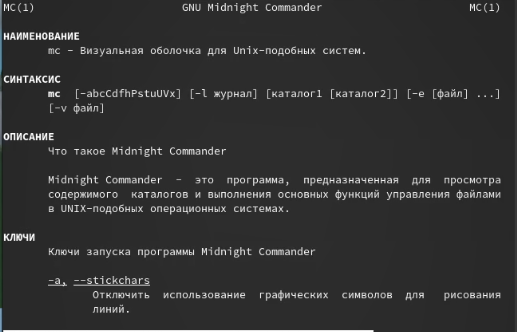 MC(1) GNU Midnight Commander MC(1)
НАИМЕНОВАНИЕ
mc - Визуальная оболочка для Unix-подобных систем.
СИНТАКСИС
mc [-abcCdfhPstuUVx] [-l журнал] [каталог1 [каталог2]] [-e [файл] ...]
[-v файл]
ОПИСАНИЕ
Что такое Midnight Commander
Midnight Commander - это программа, предназначенная для просмотра
содержимого каталогов и выполнения основных функций управления файлами
в UNIX-подобных операционных системах.
КЛЮЧИ
Ключи запуска программы Midnight Commander
-a, --stickchars
Отключить использование графических символов для рисования
линий.